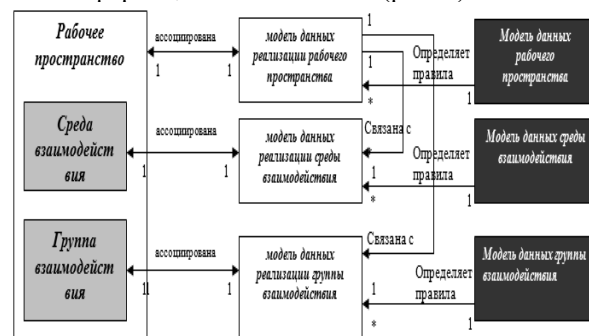 Рабочее
пространство
ассоциирована
1
1
модель данных
реализации рабочего
пространства
1
1
Определяет
правила
*
1
Модель данных
рабочего
пространства
Среда
взаимодейст
вия
ассоциирована
1
1
модель данных
реализации среды
взаимодействия
Связана с
*
1
Определяет
правила
*
1
Модель данных среды
взаимодействия
Группа
взаимодейст
вия
ассоциирована
1
1
модель данных
реализации группы
взаимодействия
Связана с
1
Определяет
правила
*
1
Модель данных группы
взаимодействия